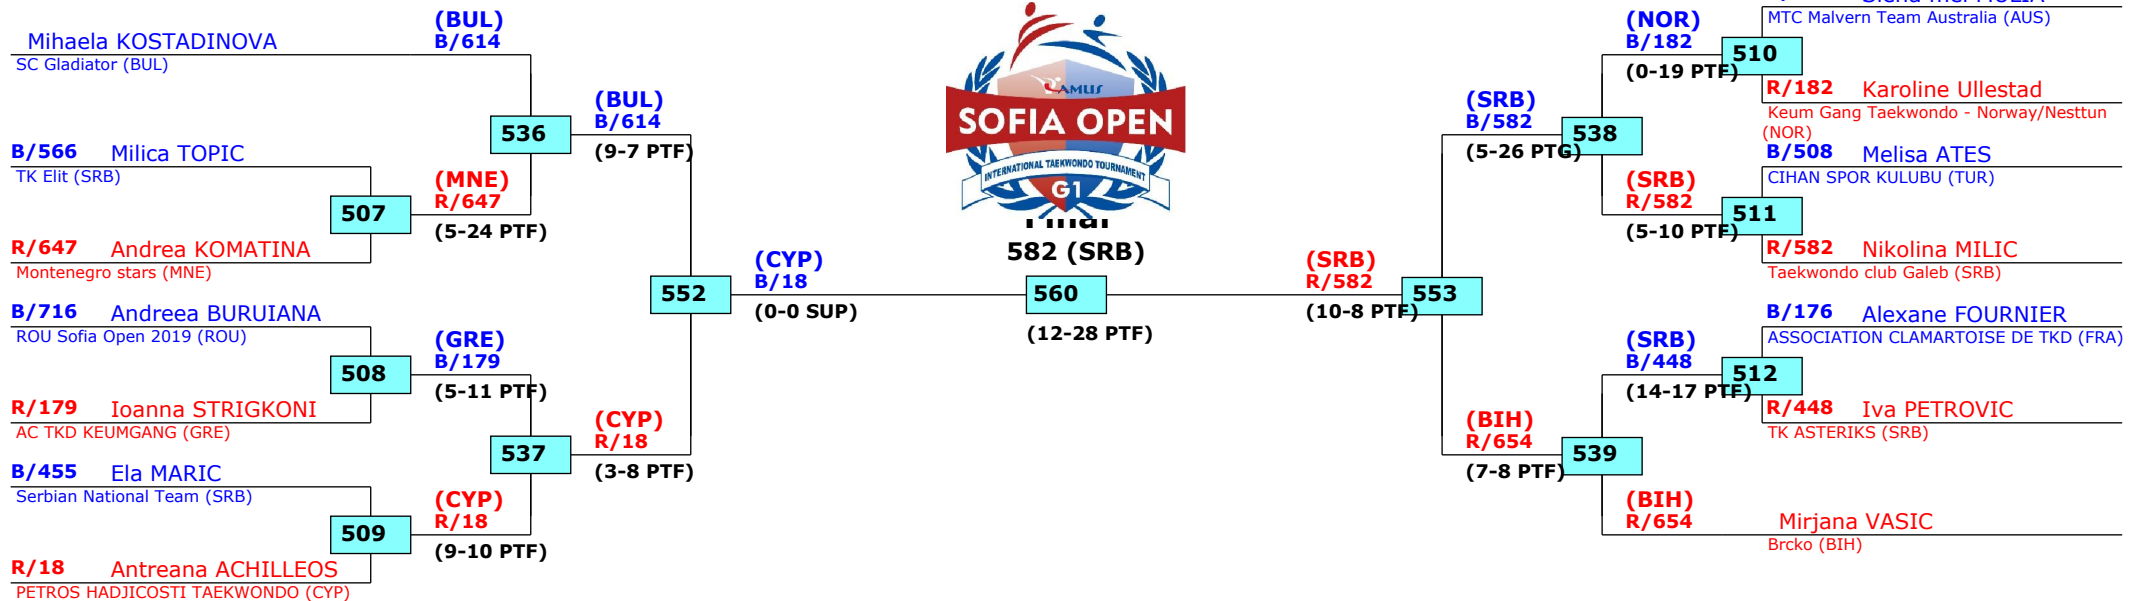 (BUL)
B/614
Mihaela KOSTADINOVA
SC Gladiator (BUL)
536
(BUL)
B/614
(9-7 PTF)
B/566 Milica TOPIC
TK Elit (SRB)
507
(MNE)
R/647
(5-24 PTF)
R/647 Andrea KOMATINA
Montenegro stars (MNE)
552
(CYP)
B/18
(0-0 SUP)
B/716 Andreea BURUIANA
ROU Sofia Open 2019 (ROU)
508
(GRE)
B/179
(5-11 PTF)
R/179 Ioanna STRIGKONI
AC TKD KEUMGANG (GRE)
537
(CYP)
R/18
(3-8 PTF)
B/455 Ela MARIC
Serbian National Team (SRB)
509
(CYP)
R/18
(9-10 PTF)
R/18 Antreana ACHILLEOS
PETROS HADJICOSTI TAEKWONDO (CYP)
RAMUS
SOFIA OPEN
INTERNATIONAL TAEKWONDO TOURNAMENT
G1
Final
582 (SRB)
560
(12-28 PTF)
(SRB)
R/582
553
(10-8 PTF)
(SRB)
B/582
538
(5-26 PTG)
(NOR)
B/182
510
(0-19 PTF)
MTC Malvern Team Australia (AUS)
R/182 Karoline Ullestad
Keum Gang Taekwondo - Norway/Nesttun
(NOR)
B/508 Melisa ATES
CIHAN SPOR KULUBU (TUR)
(SRB)
R/582
511
(5-10 PTF)
R/582 Nikolina MILIC
Taekwondo club Galeb (SRB)
B/176 Alexane FOURNIER
ASSOCIATION CLAMARTOISE DE TKD (FRA)
(SRB)
B/448
512
(14-17 PTF)
R/448 Iva PETROVIC
TK ASTERIKS (SRB)
(BIH)
R/654
539
(7-8 PTF)
(BIH)
R/654
Mirjana VASIC
Brcko (BIH)